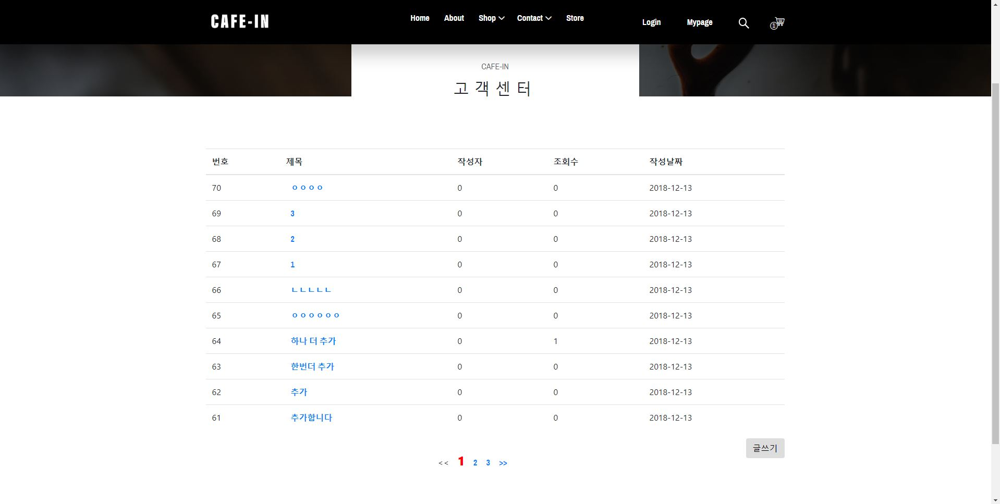 CAFE-IN Home About Shop Contact Store Login Mypage 1
CAFE-IN
고객센터
번호 제목 작성자 조회수 작성날짜
70 ㅇㅇㅇㅇ 0 0 2018-12-13
69 3 0 0 2018-12-13
68 2 0 0 2018-12-13
67 1 0 0 2018-12-13
66 ㄴㄴㄴㄴㄴ 0 0 2018-12-13
65 ㅇㅇㅇㅇㅇㅇ 0 0 2018-12-13
64 하나 더 추가 0 1 2018-12-13
63 한번더 추가 0 0 2018-12-13
62 추가 0 0 2018-12-13
61 추가합니다 0 0 2018-12-13
글쓰기
<< 1 2 3 >>